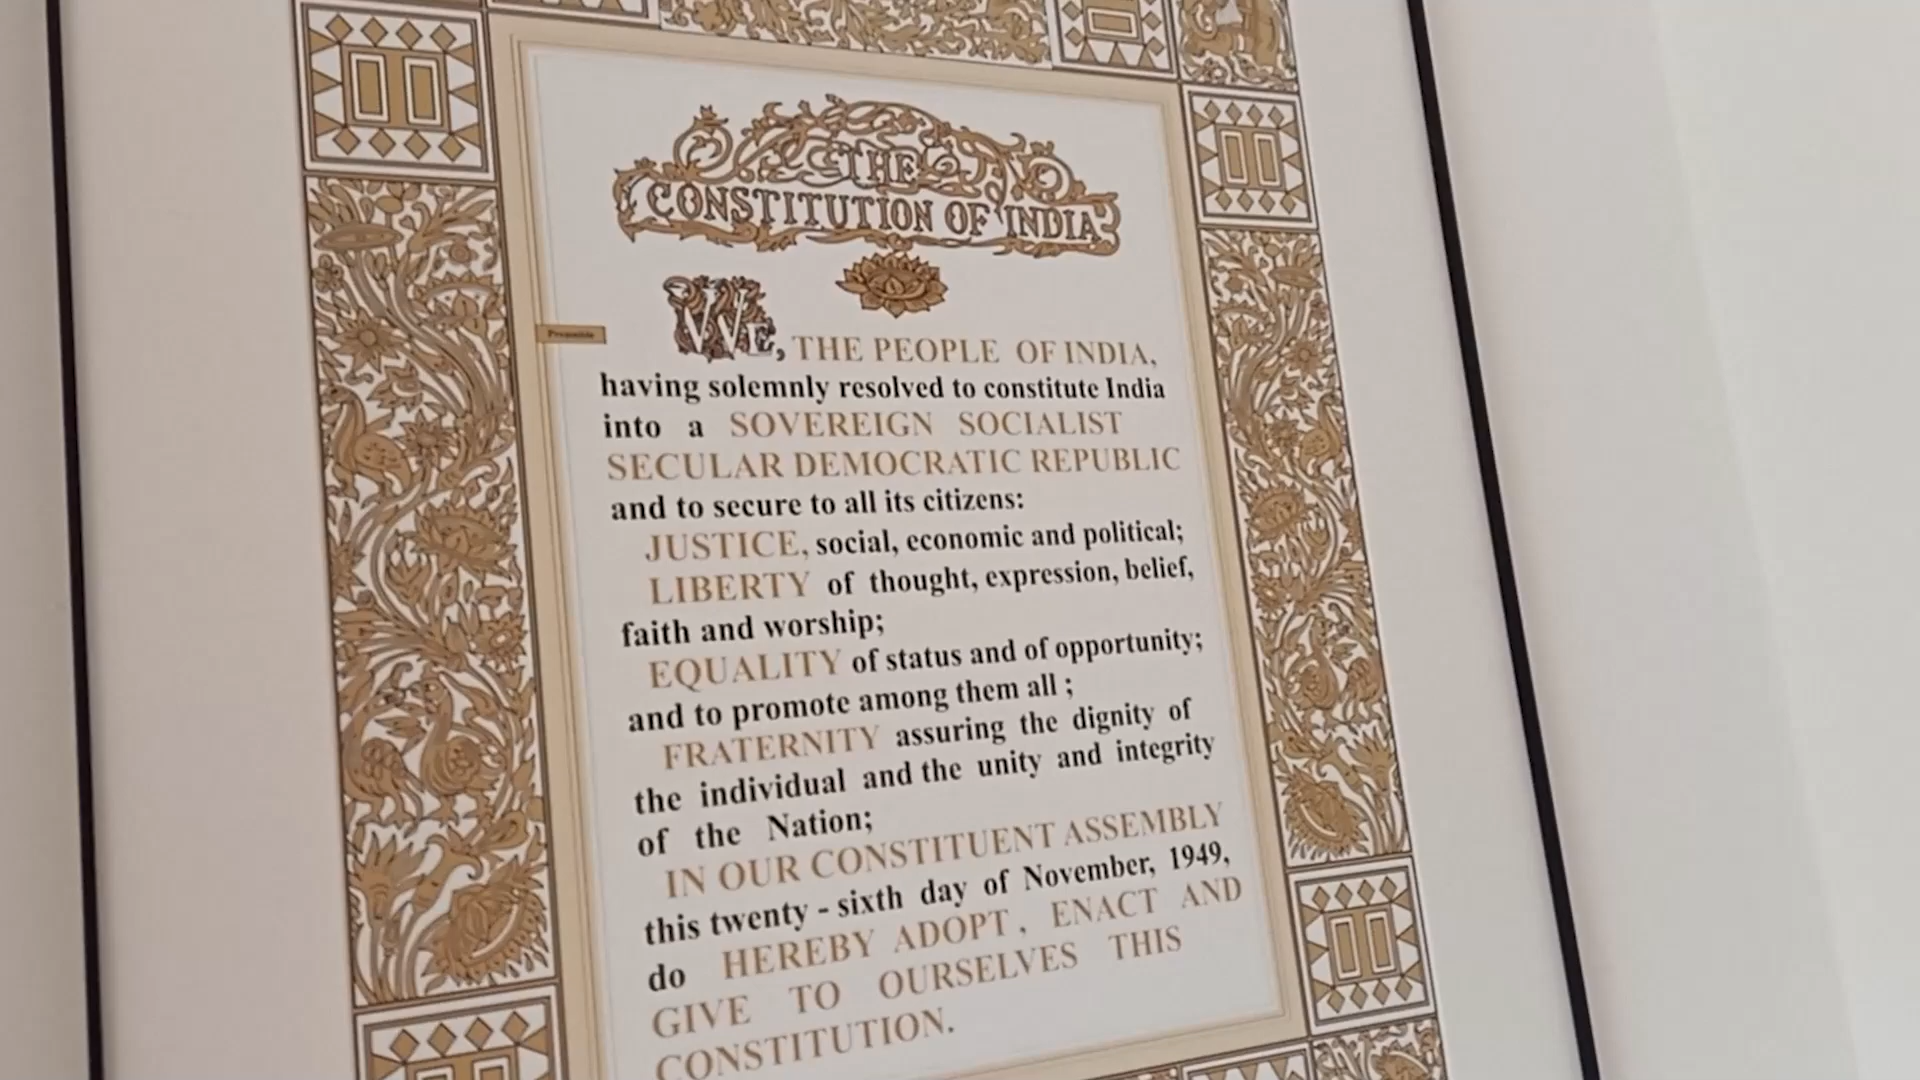 THE
CONSTITUTION OF INDIA
Preamble
WE, THE PEOPLE OF INDIA,
having solemnly resolved to constitute India
into a SOVEREIGN SOCIALIST
SECULAR DEMOCRATIC REPUBLIC
and to secure to all its citizens:
JUSTICE, social, economic and political;
LIBERTY of thought, expression, belief,
faith and worship;
EQUALITY of status and of opportunity;
and to promote among them all ;
FRATERNITY assuring the dignity of
the individual and the unity and integrity
of the Nation;
IN OUR CONSTITUENT ASSEMBLY
this twenty - sixth day of November, 1949,
do HEREBY ADOPT , ENACT AND
GIVE TO OURSELVES THIS
CONSTITUTION.